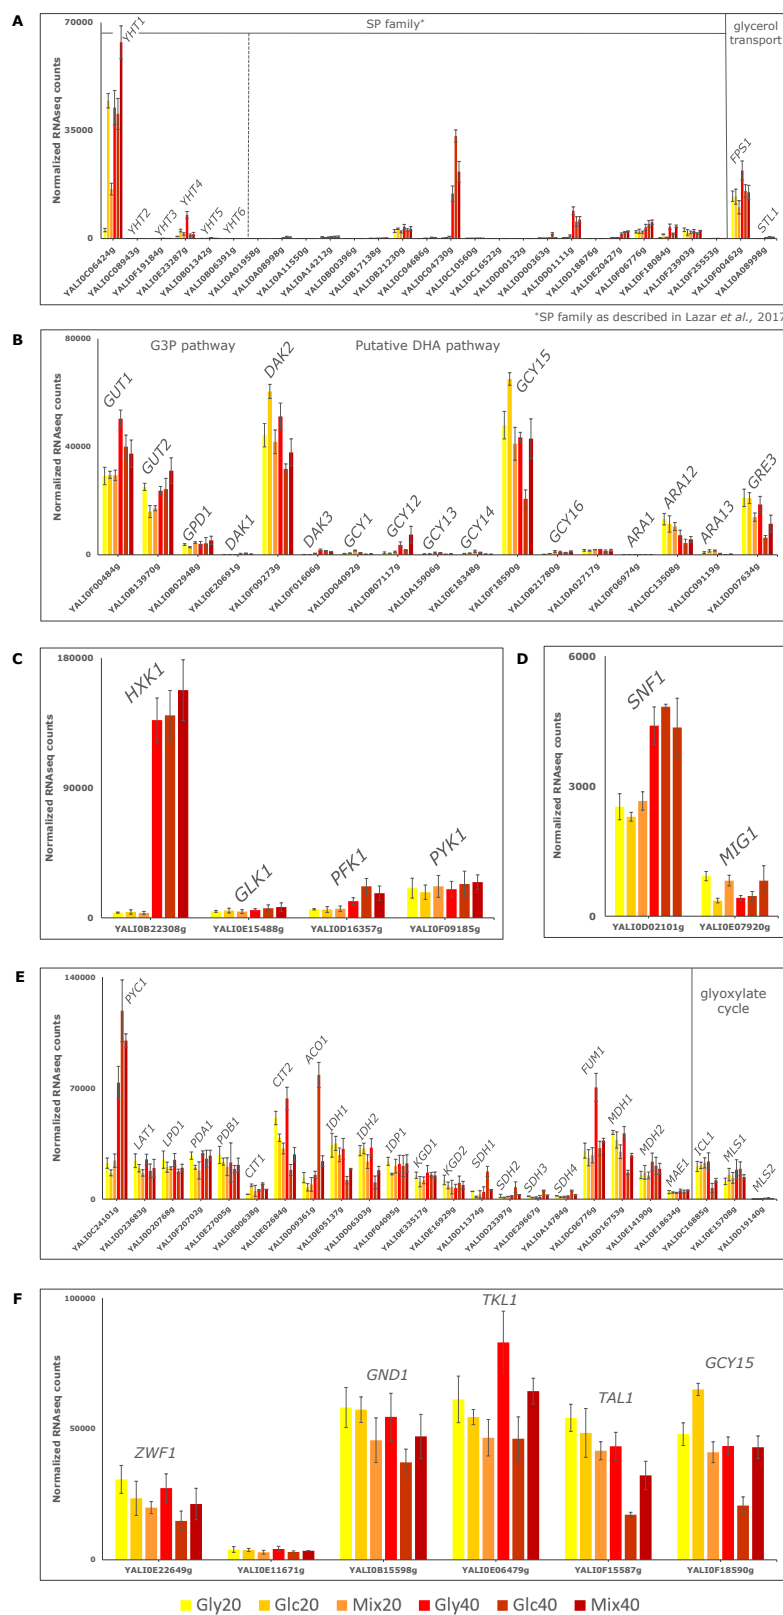 A
SP family*
glycerol
transport
Normalized RNAseq counts
70000
35000
0
YHT1
YHT2
YHT3
YHT4
YHT5
YHT6
FPS1
STL1
YALI0C06424g
YALI0C08943g
YALI0F19184g
YALI0E23287g
YALI0B01342g
YALI0B06391g
YALI0A01958g
YALI0A08998g
YALI0A11550g
YALI0A14212g
YALI0B00396g
YALI0B17138g
YALI0B21230g
YALI0C04686g
YALI0C04730g
YALI0C10560g
YALI0C16522g
YALI0D00132g
YALI0D00363g
YALI0D01111g
YALI0D18876g
YALI0E20427g
YALI0F06776g
YALI0F18084g
YALI0F23903g
YALI0F25553g
YALI0F00462g
YALI0A08998g
*SP family as described in Lazar et al., 2017
B
G3P pathway
Putative DHA pathway
Normalized RNAseq counts
80000
40000
0
GUT1
GUT2
GPD1
DAK1
DAK2
DAK3
GCY1
GCY12
GCY13
GCY14
GCY15
GCY16
ARA1
ARA12
ARA13
GRE3
YALI0F00484g
YALI0B13970g
YALI0B02948g
YALI0E20691g
YALI0F09273g
YALI0F01606g
YALI0D04092g
YALI0B07117g
YALI0A15906g
YALI0E18348g
YALI0F18590g
YALI0B21780g
YALI0A02717g
YALI0F06974g
YALI0C13508g
YALI0C09119g
YALI0D07634g
C
Normalized RNAseq counts
180000
90000
0
HXK1
GLK1
PFK1
PYK1
YALI0B22308g
YALI0E15488g
YALI0D16357g
YALI0F09185g
D
Normalized RNAseq counts
6000
3000
0
SNF1
MIG1
YALI0D02101g
YALI0E07920g
E
glyoxylate
cycle
Normalized RNAseq counts
140000
70000
0
PYC1
LAT1
LPD1
PDA1
PDB1
CIT1
CIT2
ACO1
IDH1
IDH2
IDP1
KGD1
KGD2
SDH1
SDH2
SDH3
SDH4
FUM1
MDH1
MDH2
MAE1
ICL1
MLS1
MLS2
YALI0C24101g
YALI0D23683g
YALI0D20768g
YALI0F20702g
YALI0E27005g
YALI0E00638g
YALI0E02684g
YALI0D09361g
YALI0E05137g
YALI0D06303g
YALI0F04095g
YALI0E33517g
YALI0E16929g
YALI0D11374g
YALI0D23397g
YALI0E29667g
YALI0A14784g
YALI0C06776g
YALI0D16753g
YALI0E14190g
YALI0E18634g
YALI0C16885g
YALI0E15708g
YALI0D19140g
F
Normalized RNAseq counts
100000
50000
0
ZWF1
GND1
TKL1
TAL1
GCY15
YALI0E22649g
YALI0E11671g
YALI0B15598g
YALI0E06479g
YALI0F15587g
YALI0F18590g
Gly20 Glc20 Mix20 Gly40 Glc40 Mix40